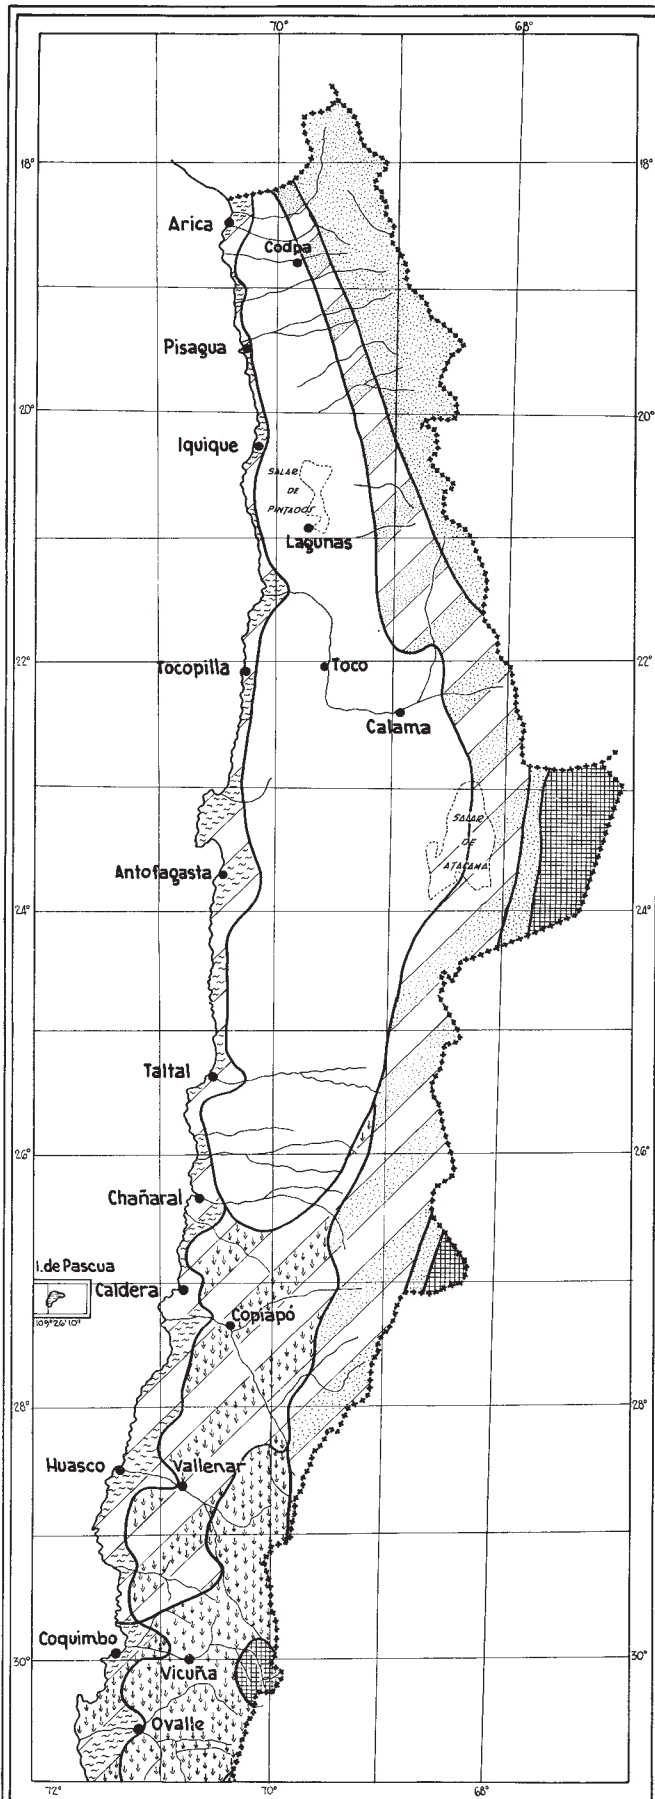 70°
68°
18°
18°
Arica
Codpa
Pisagua
20°
20°
Iquique
SALAR
DE
PINTADOS
Lagunas
22°
22°
Tocopilla
Toco
Calama
SALAR
DE
ATACAMA
Antofagasta
24°
24°
Taltal
26°
26°
Chañaral
I. de Pascua
109°26'10"
Caldera
Copiapó
28°
28°
Huasco
Vallenar
Coquimbo
30°
30°
Vicuña
Ovalle
72°
70°
68°